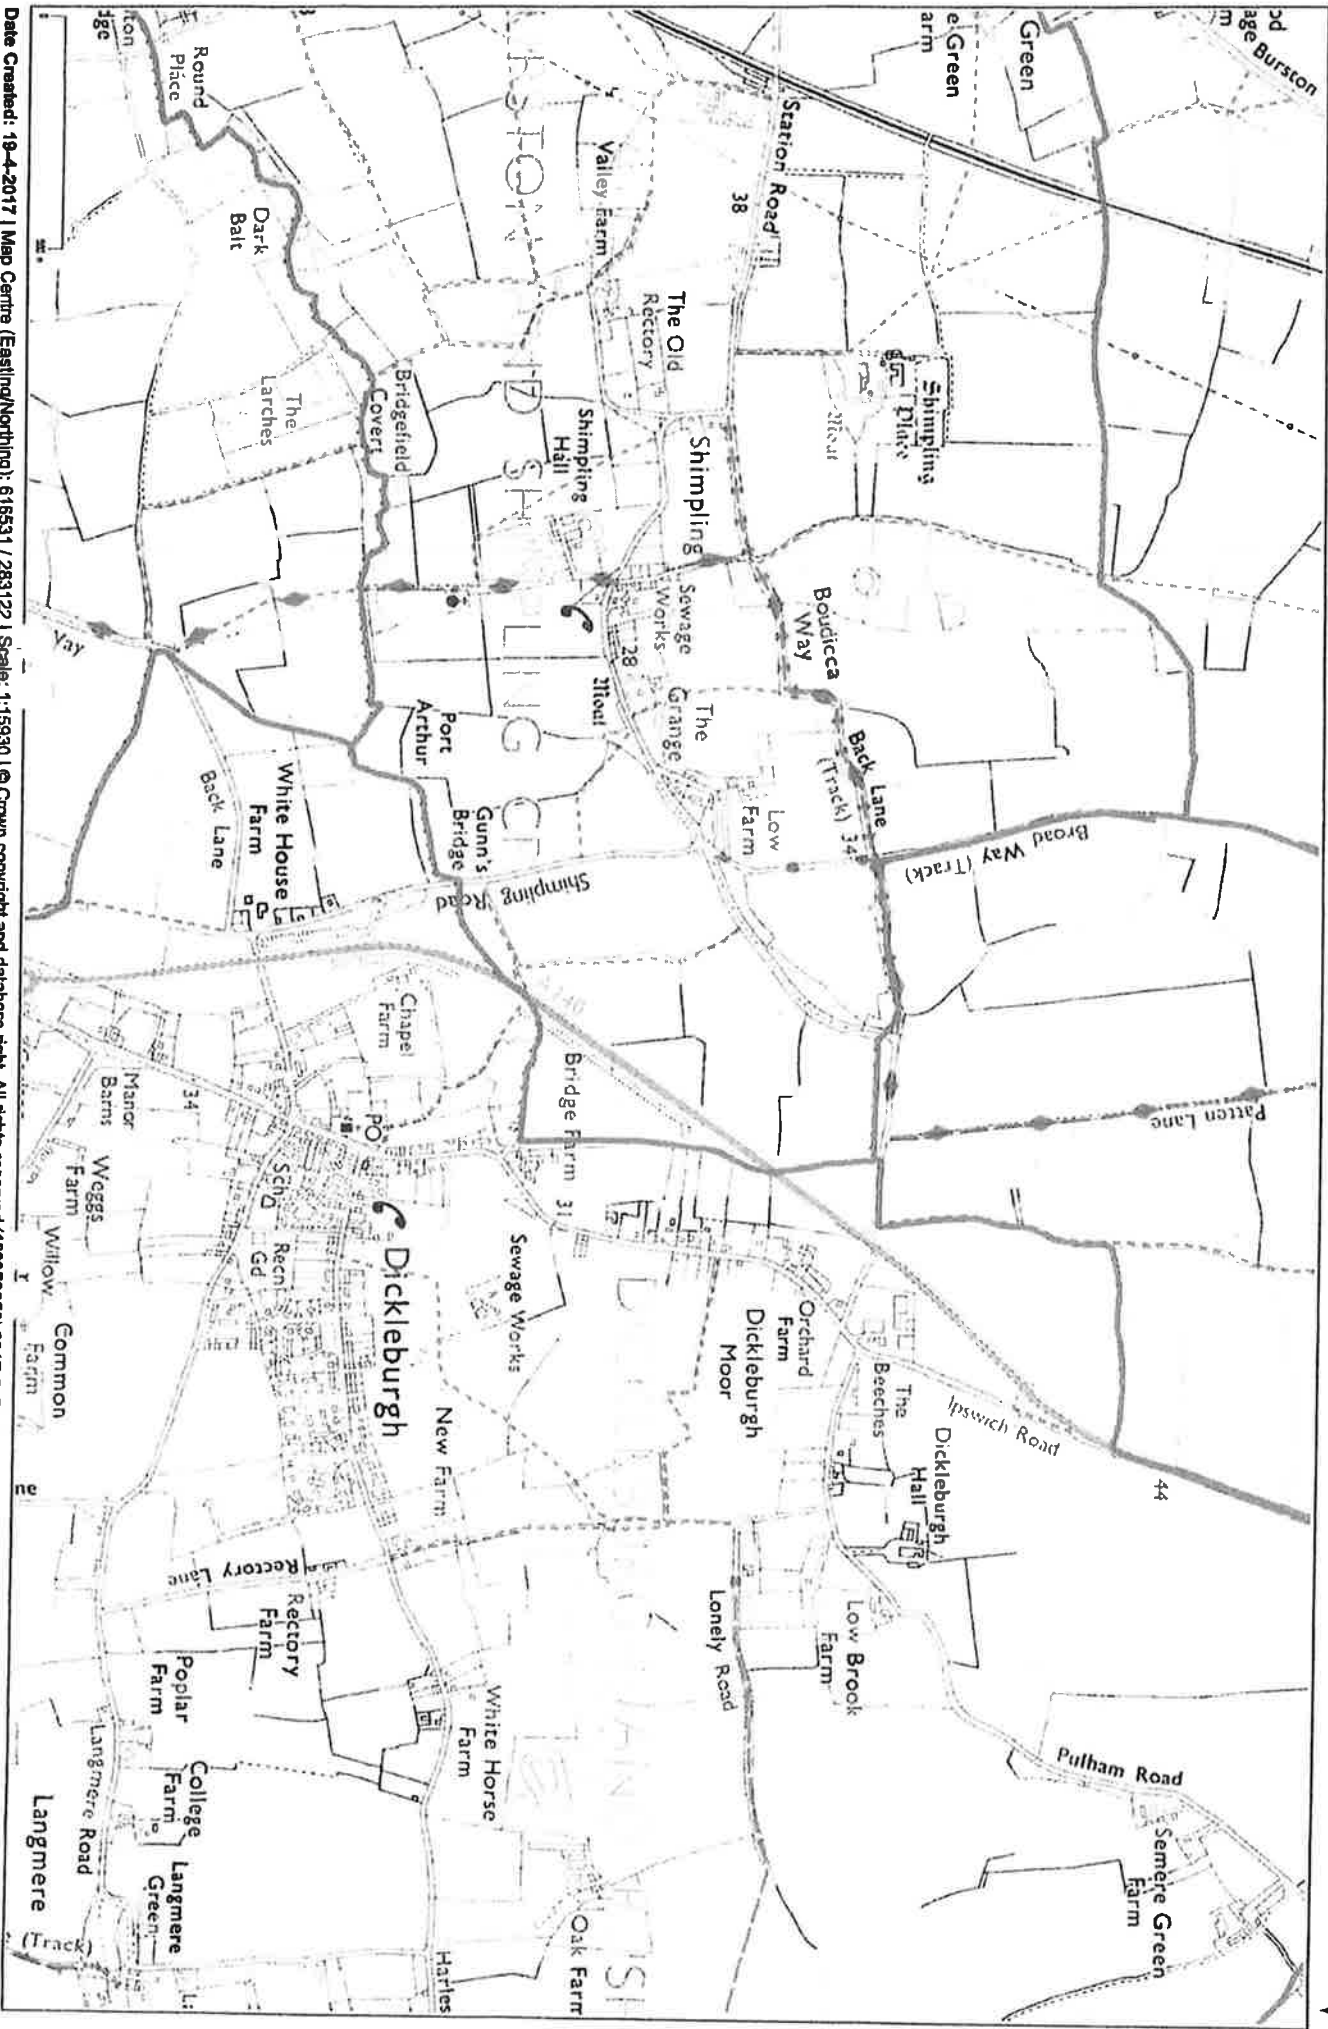 Burston
Green
e Green
arm
Station Road
38
Shimpling
Place
Moat
Valley Farm
The Old
Rectory
Shimpling
Round
Place
Dark
Bait
Bridgefield
Covert
The
Larches
Shimpling
Hall
Sewage
Works
28
Moat
The
Grange
Boudicca
Way
Back Lane
(Track)
34
Low
Farm
Broad Way (Track)
Patten Lane
Port
Arthur
Gunn's
Bridge
Shimpling Road
White House
Farm
Back Lane
Chapel
Farm
Bridge Farm
31
PO
Sch
Recn
Gd
Manor
Barns
34
Weggs
Farm
Willow
Farm
Common
Dickleburgh
Sewage Works
New Farm
Orchard
Farm
Dickleburgh
Moor
The
Beeches
Ipswich Road
44
Dickleburgh
Hall
Low Brook
Farm
Lonely Road
Rectory Lane
Rectory
Farm
Poplar
Farm
White Horse
Farm
College
Farm
Langmere
Green
Langmere Road
Langmere
(Track)
Harles
Oak Farm
Pulham Road
Semere Green
Farm
Date Created: 19-4-2017 | Map Centre (Easting/Northing): 616531 / 283122 | Scale: 1:15930 | © Crown copyright and database right.